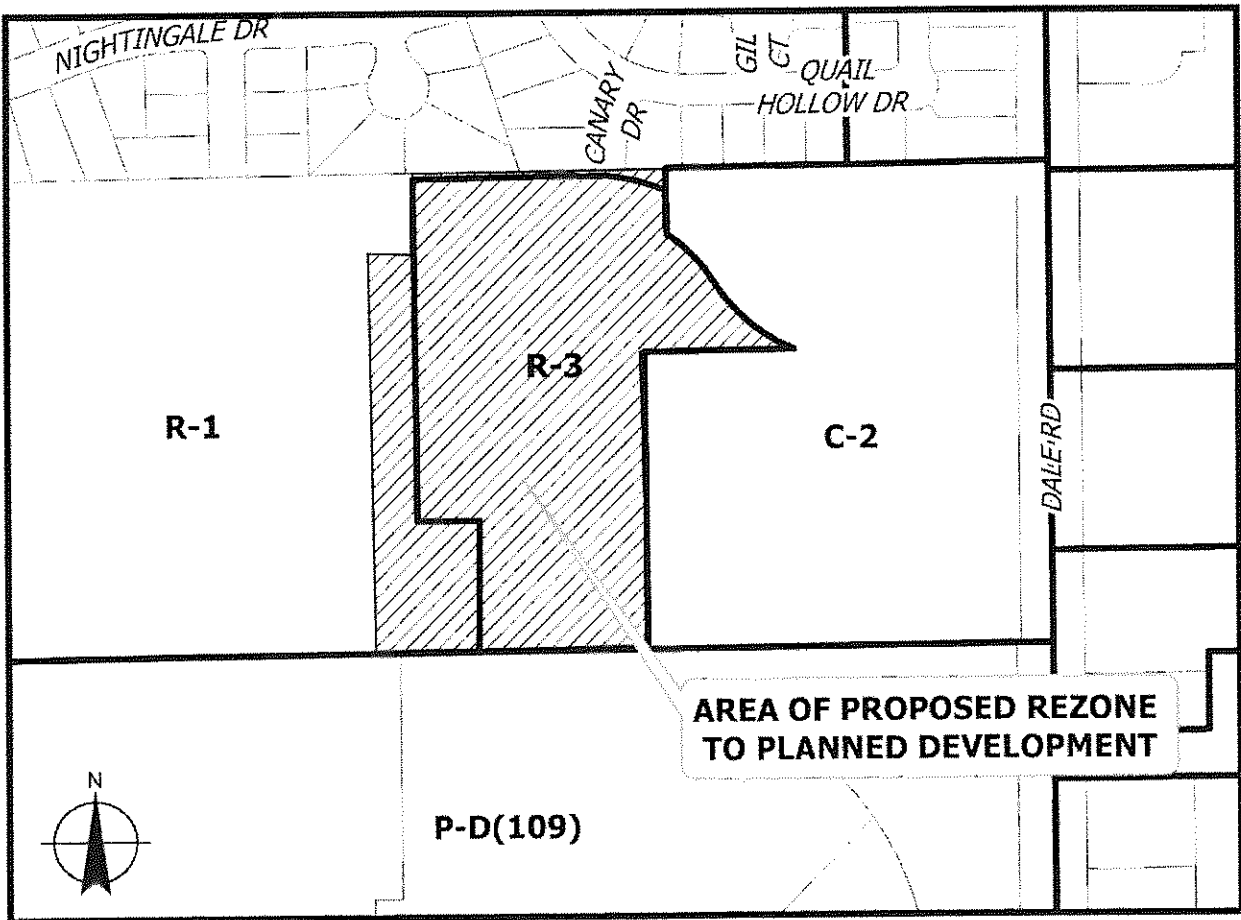 NIGHTINGALE DR
CANARY
DR
GIL
CT
QUAIL
HOLLOW DR
R-3
R-1
C-2
DALE RD
AREA OF PROPOSED REZONE
TO PLANNED DEVELOPMENT
N
P-D(109)